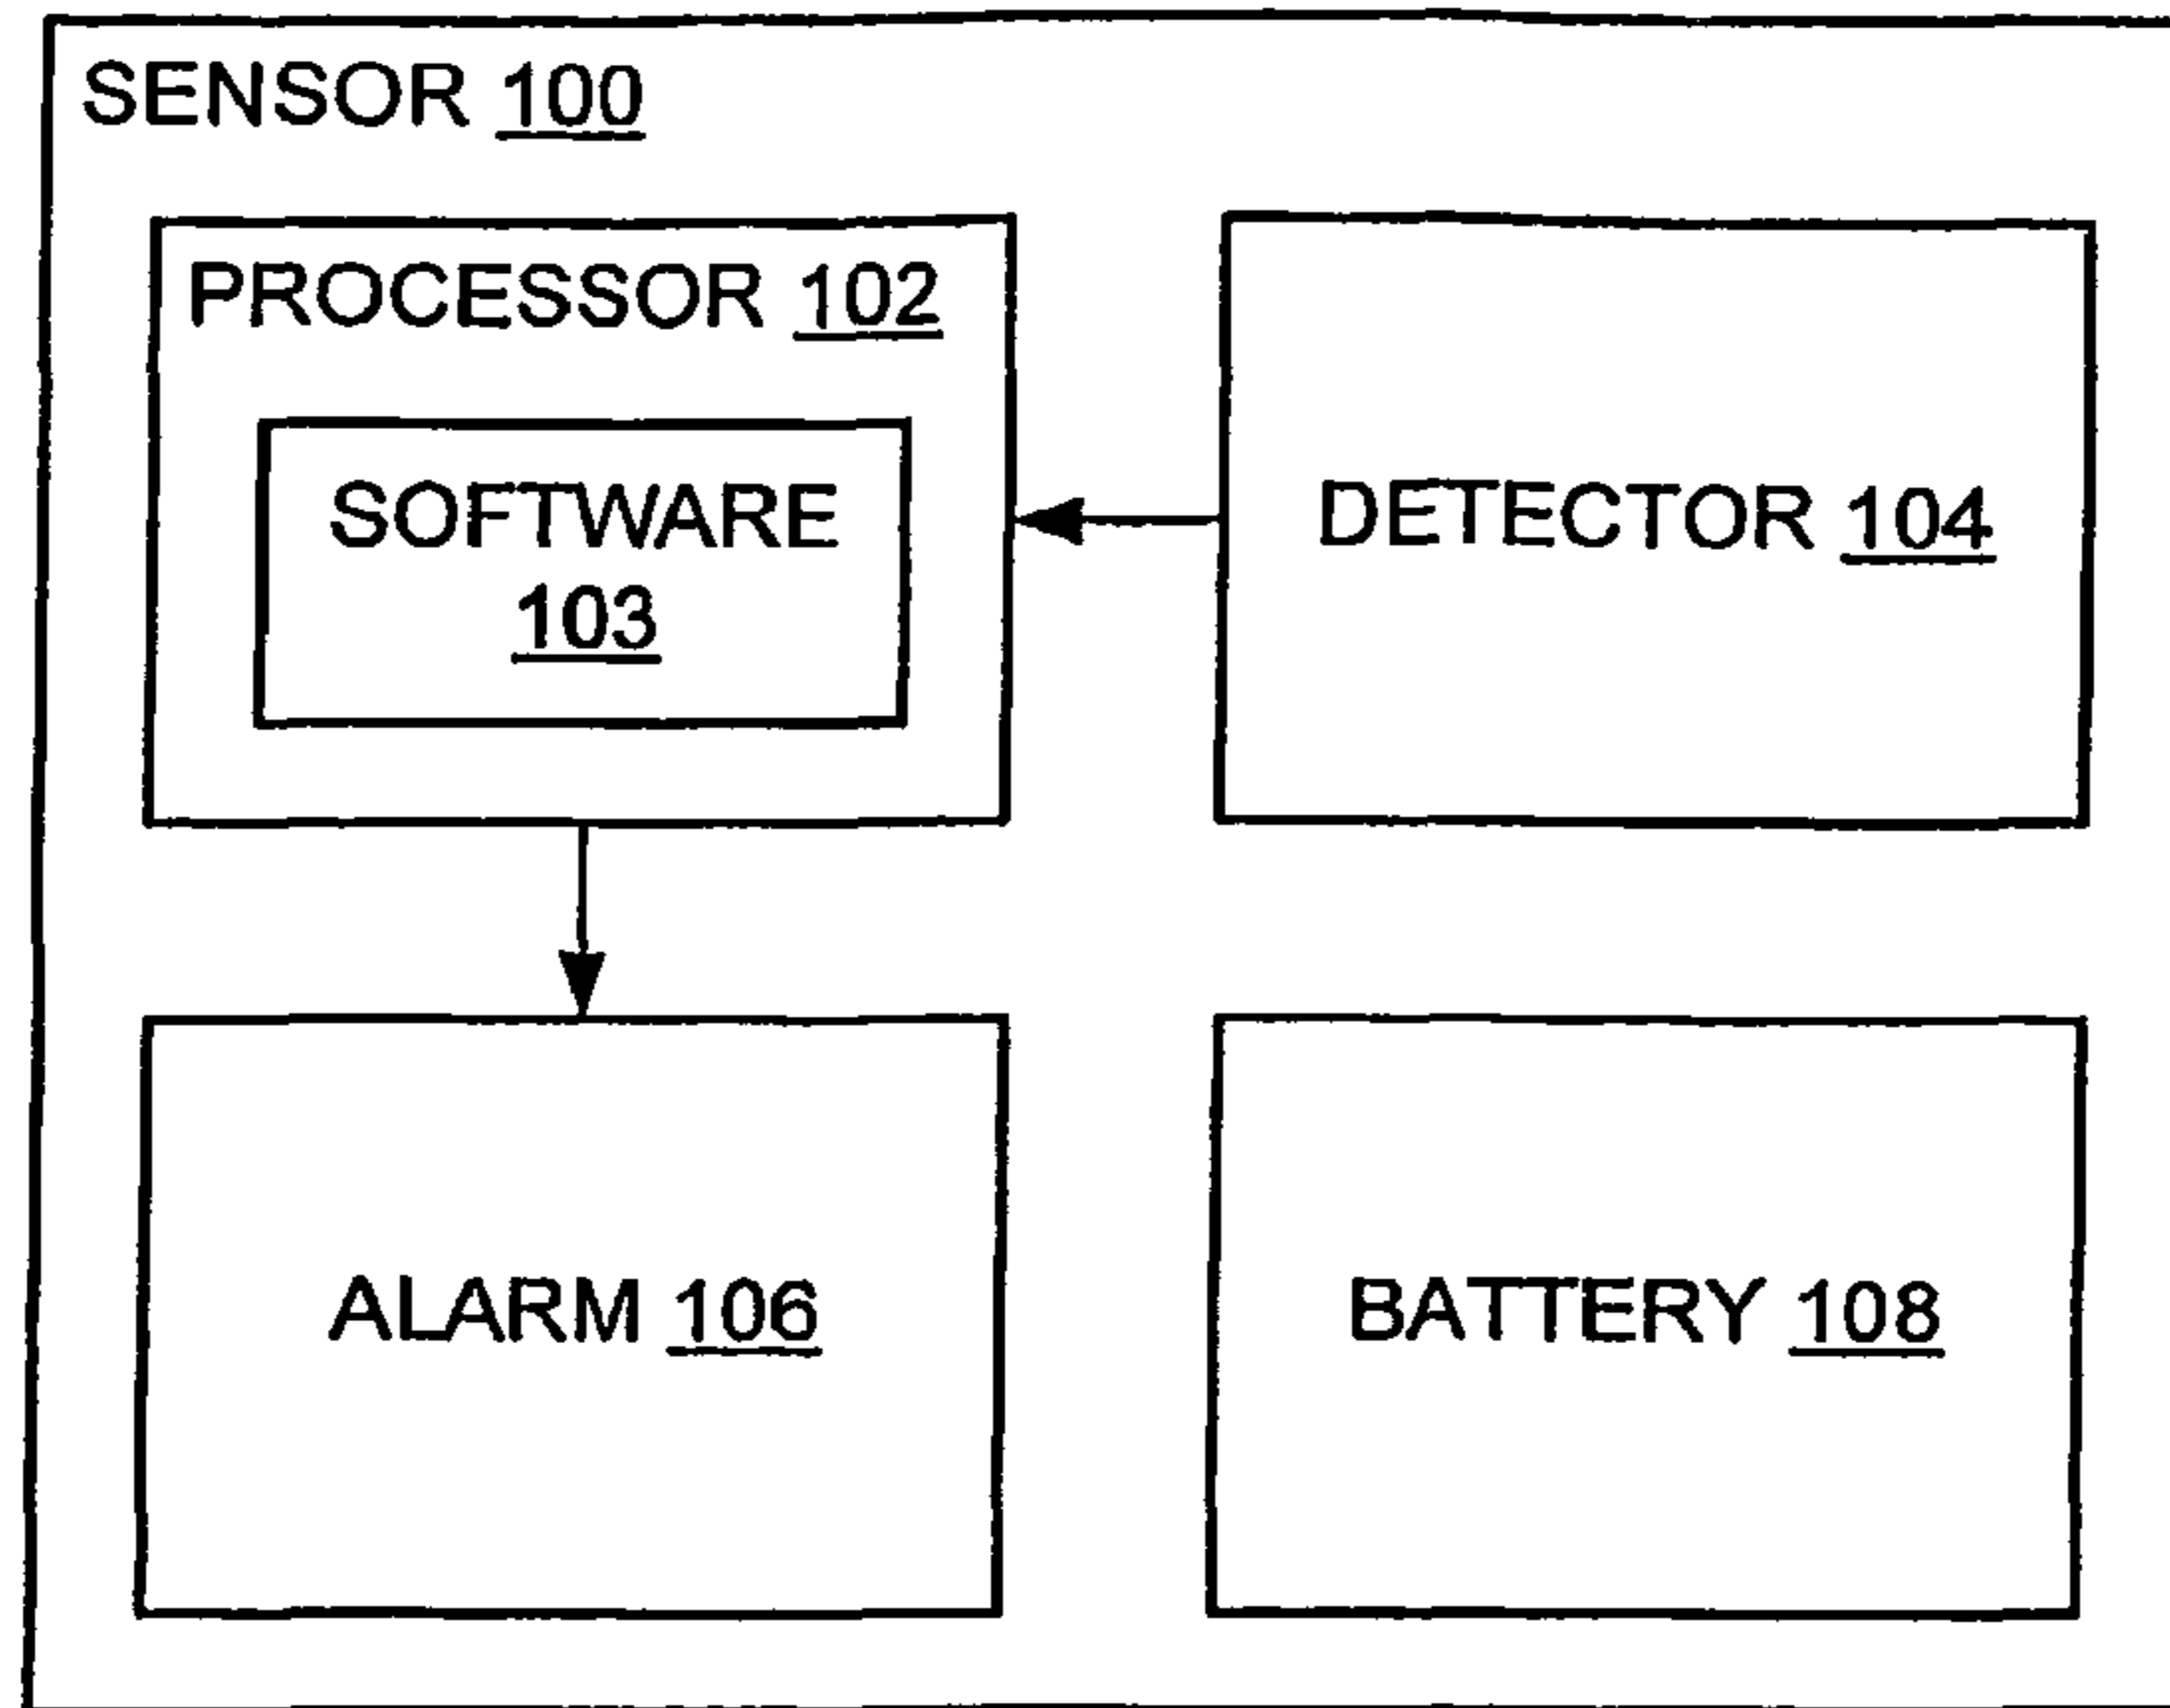 SENSOR 100
PROCESSOR 102
SOFTWARE
103
DETECTOR 104
ALARM 106
BATTERY 108